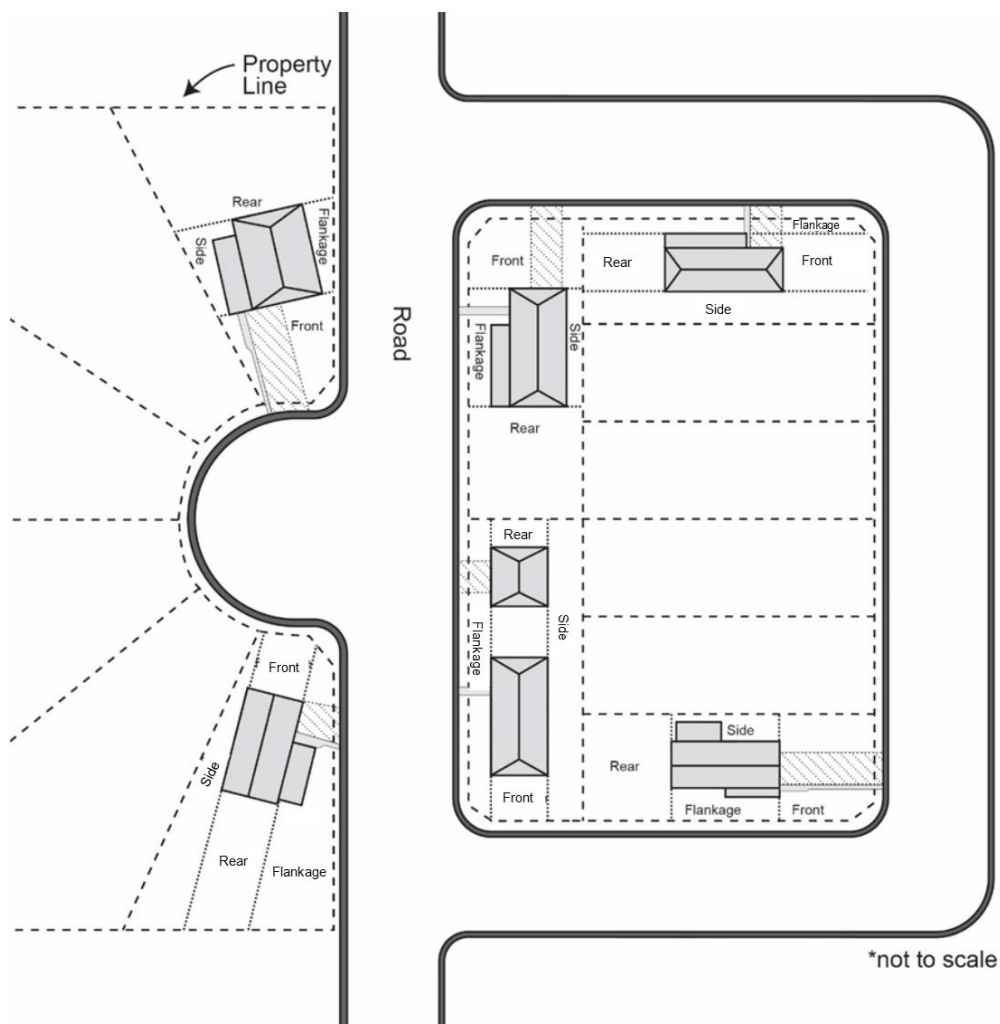 Property
Line
Rear
Side
Flankage
Front
Road
Front
Flankage
Side
Rear
Flankage
Rear
Front
Side
Rear
Flankage
Side
Front
Side
Rear
Flankage
Front
Front
Side
Rear
Flankage
*not to scale